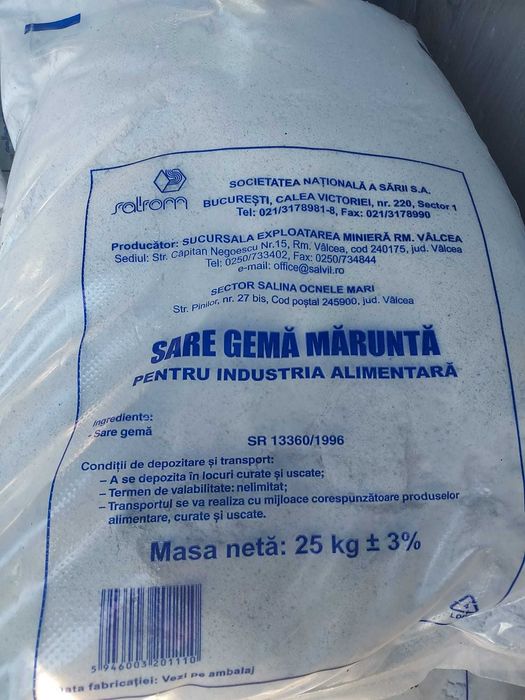 salrom
SOCIETATEA NAȚIONALĂ A SĂRII S.A.
BUCUREȘTI, CALEA VICTORIEI, nr. 220, Sector 1
Tel: 021/3178981-8, Fax: 021/3178990
Producător: SUCURSALA EXPLOATAREA MINIERĂ RM. VÂLCEA
Sediul: Str. Căpitan Negoescu Nr.15, Rm. Vâlcea, cod 240175, jud. Vâlcea
Tel: 0250/733402, Fax: 0250/734844
e-mail: office@salvil.ro
SECTOR SALINA OCNELE MARI
Str. Pinilor, nr. 27 bis, Cod poștal 245900, jud. Vâlcea
SARE GEMĂ MĂRUNTĂ
PENTRU INDUSTRIA ALIMENTARĂ
Ingrediente:
- Sare gemă
SR 13360/1996
Condiții de depozitare și transport:
– A se depozita în locuri curate și uscate;
– Termen de valabilitate: nelimitat;
– Transportul se va realiza cu mijloace corespunzătoare produselor
alimentare, curate și uscate.
Masa netă: 25 kg ± 3%
5 946003 201110
Data fabricației: Vezi pe ambalaj